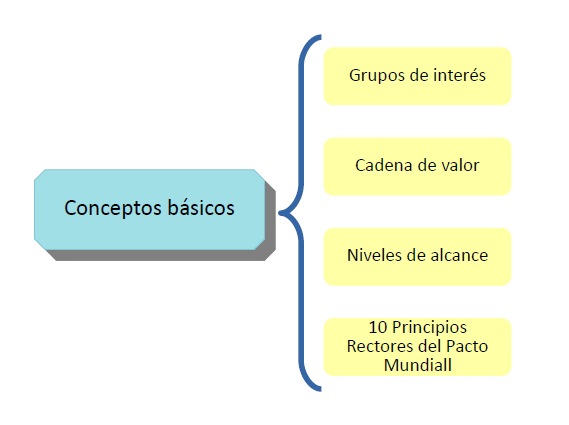 Grupos de interés
Cadena de valor
Conceptos básicos
Niveles de alcance
10 Principios
Rectores del Pacto
Mundiall